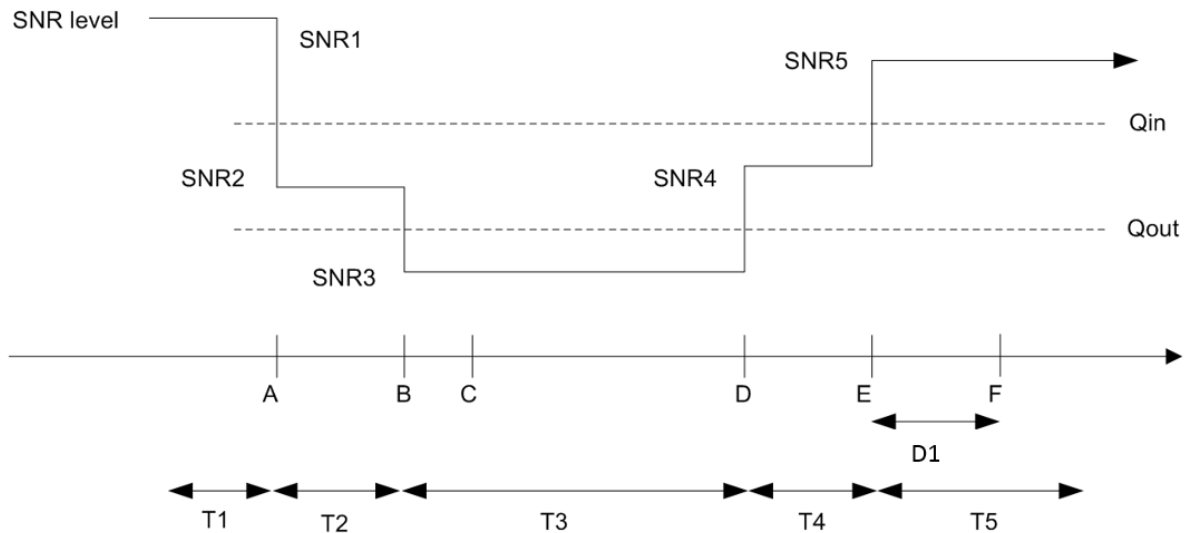 SNR level
SNR1
SNR5
Qin
SNR2
SNR4
Qout
SNR3
A B C D E F
D1
T1 T2 T3 T4 T5